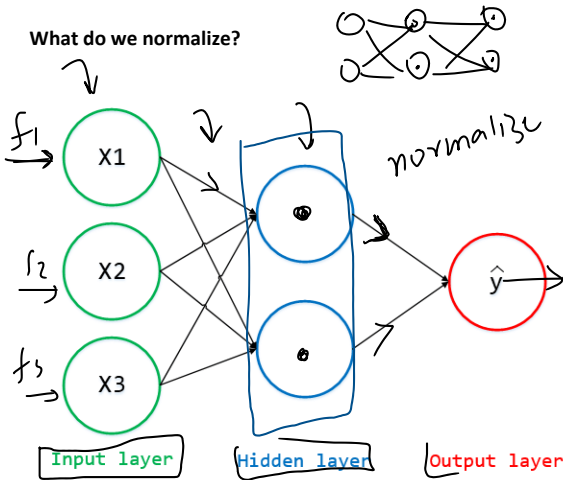 What do we normalize?
normalize
f1
X1
f2
X2
ŷ
f3
X3
Input layer
Hidden layer
Output layer